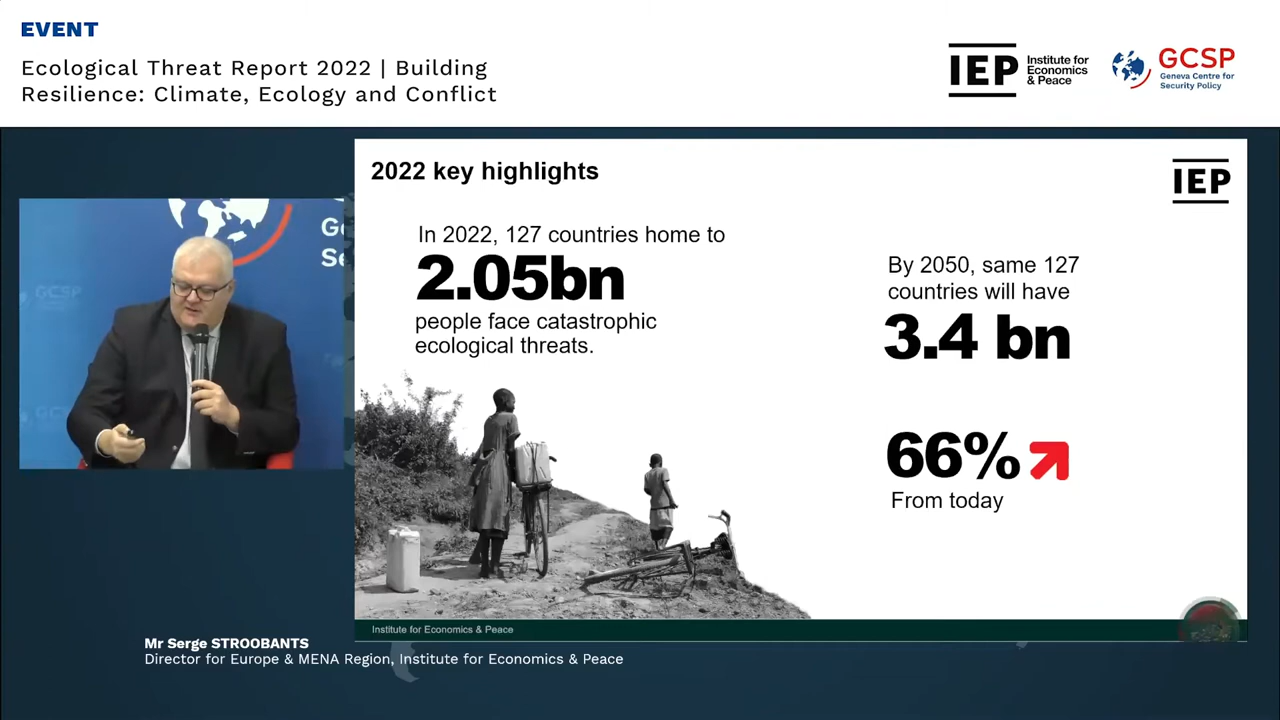 EVENT
Ecological Threat Report 2022 | Building
Resilience: Climate, Ecology and Conflict
IEP
Institute for
Economics
& Peace
GCSP
Geneva Centre for
Security Policy
2022 key highlights
IEP
In 2022, 127 countries home to
2.05bn
people face catastrophic
ecological threats.
By 2050, same 127
countries will have
3.4 bn
66%
From today
Institute for Economics & Peace
GCSP
Mr Serge STROOBANTS
Director for Europe & MENA Region, Institute for Economics & Peace